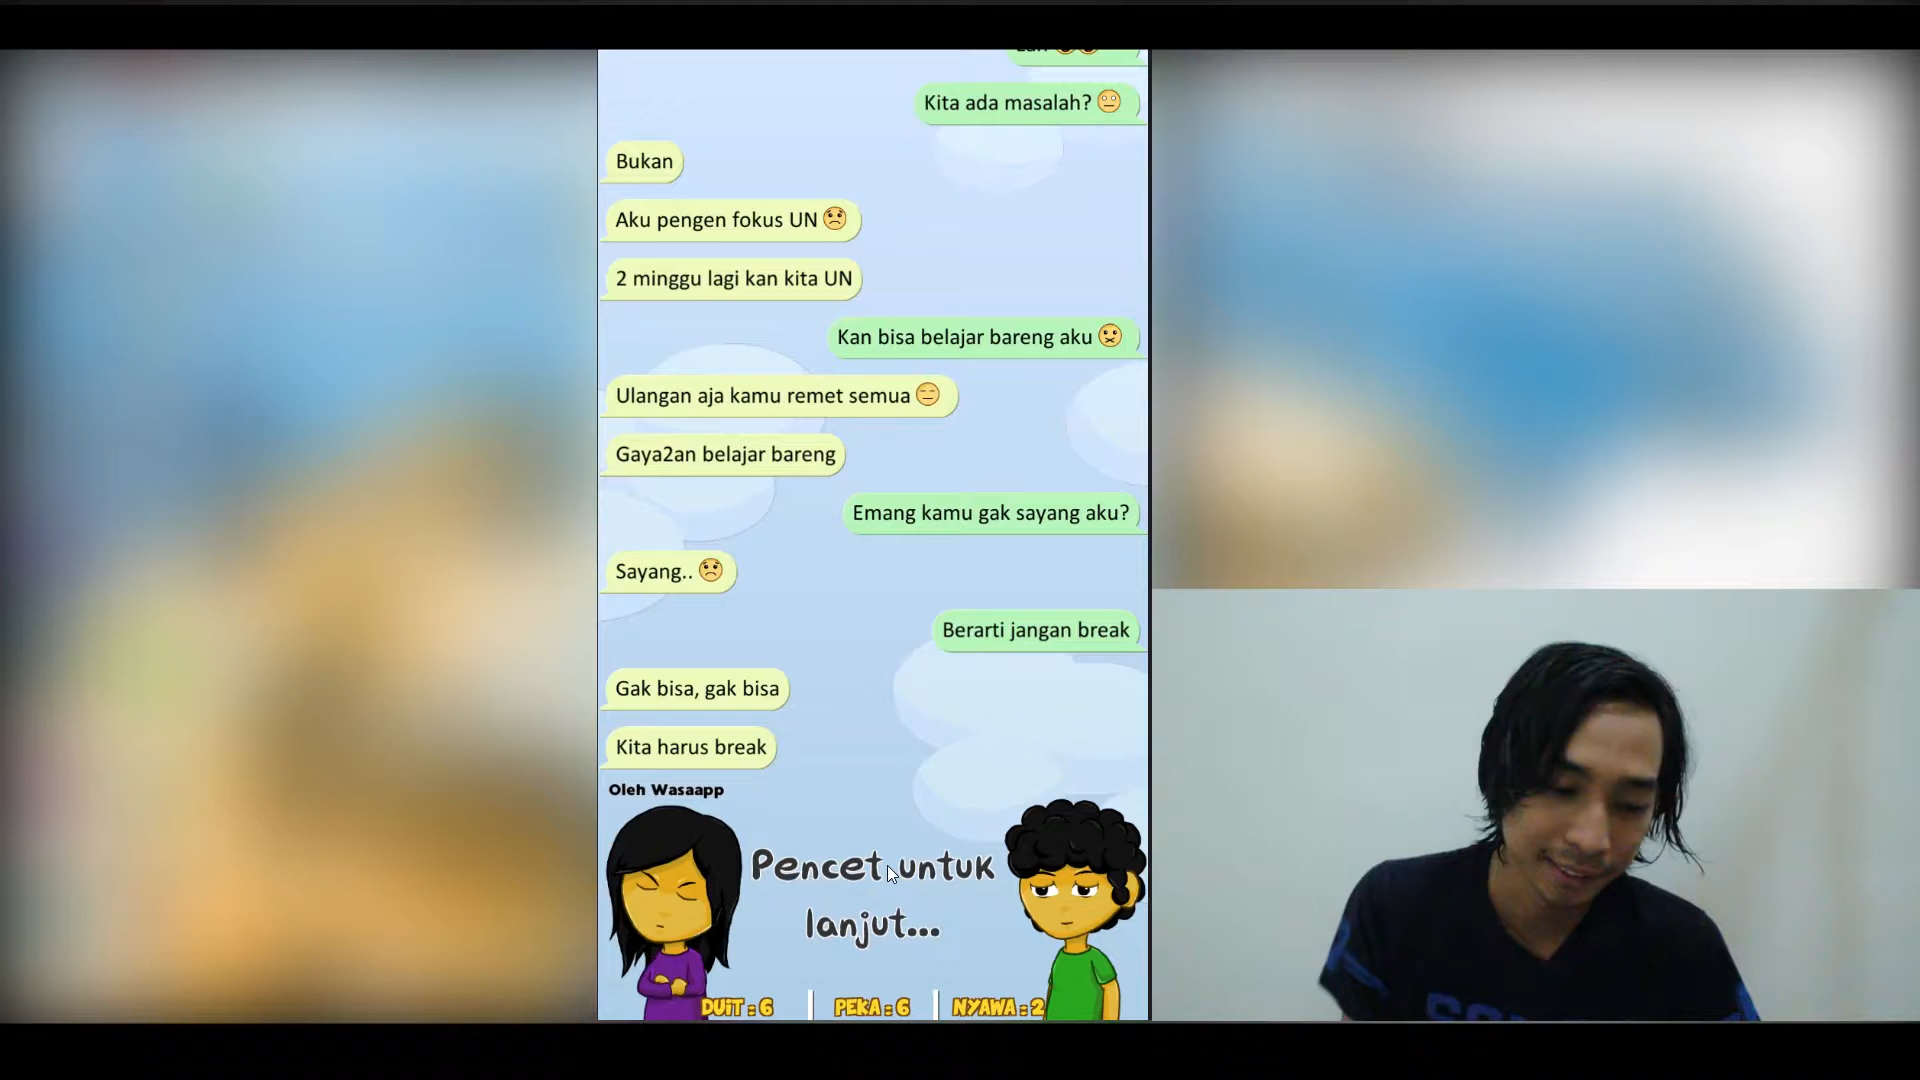 Kita ada masalah?
Bukan
Aku pengen fokus UN
2 minggu lagi kan kita UN
Kan bisa belajar bareng aku
Ulangan aja kamu remet semua
Gaya2an belajar bareng
Emang kamu gak sayang aku?
Sayang..
Berarti jangan break
Gak bisa, gak bisa
Kita harus break
Oleh Wasaapp
Pencet untuk
lanjut...
DUIT : 6
PEKA : 6
NYAWA : 2